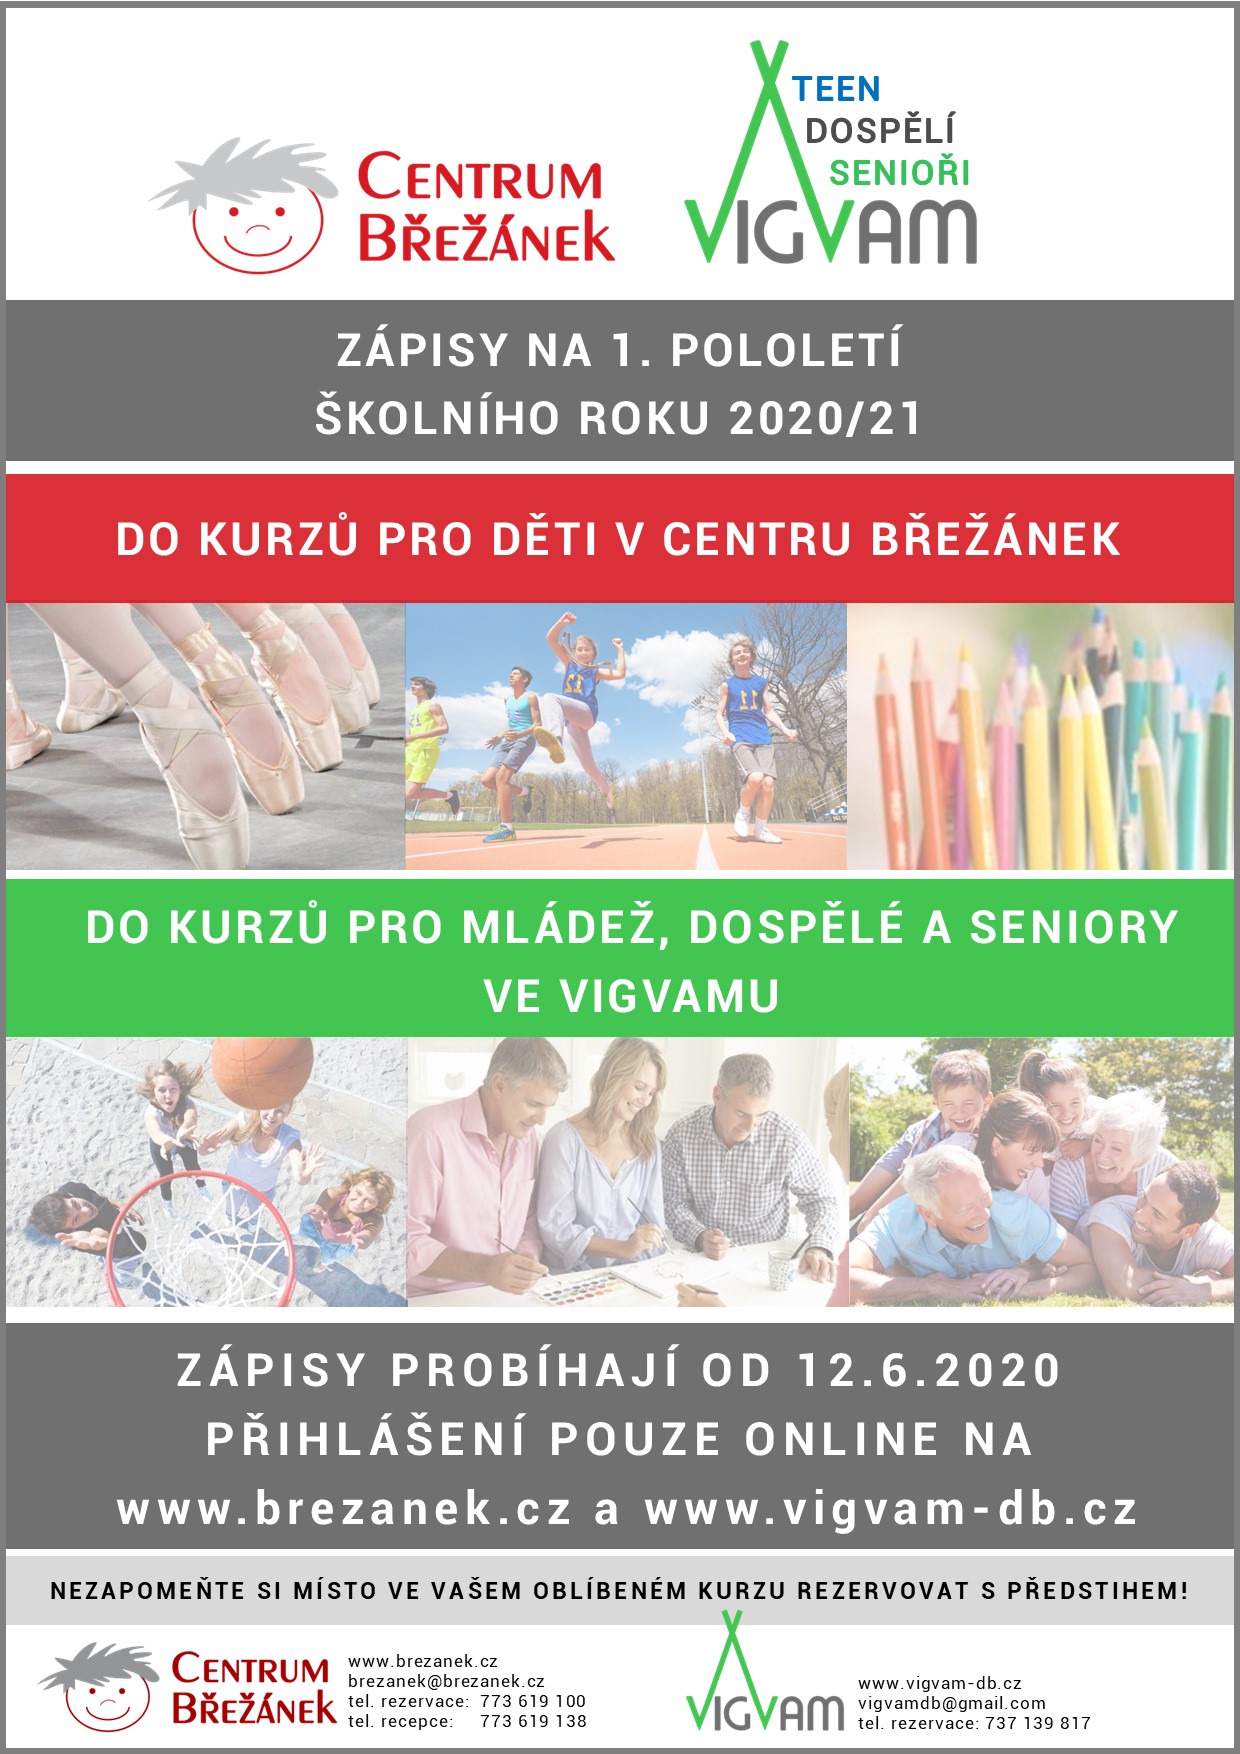 TEEN
DOSPĚLÍ
SENIOŘI
CENTRUM
BŘEŽÁNEK
VIGVAM
ZÁPISY NA 1. POLOLETÍ
ŠKOLNÍHO ROKU 2020/21
DO KURZŮ PRO DĚTI V CENTRU BŘEŽÁNEK
DO KURZŮ PRO MLÁDEŽ, DOSPĚLÉ A SENIORY
VE VIGVAMU
ZÁPISY PROBÍHAJÍ OD 12.6.2020
PŘIHLÁŠENÍ POUZE ONLINE NA
www.brezanek.cz a www.vigvam-db.cz
NEZAPOMEŇTE SI MÍSTO VE VAŠEM OBLÍBENÉM KURZU REZERVOVAT S PŘEDSTIHEM!
CENTRUM
BŘEŽÁNEK
www.brezanek.cz
brezanek@brezanek.cz
tel. rezervace: 773 619 100
tel. recepce: 773 619 138
VIGVAM
www.vigvam-db.cz
vigvamdb@gmail.com
tel. rezervace: 737 139 817